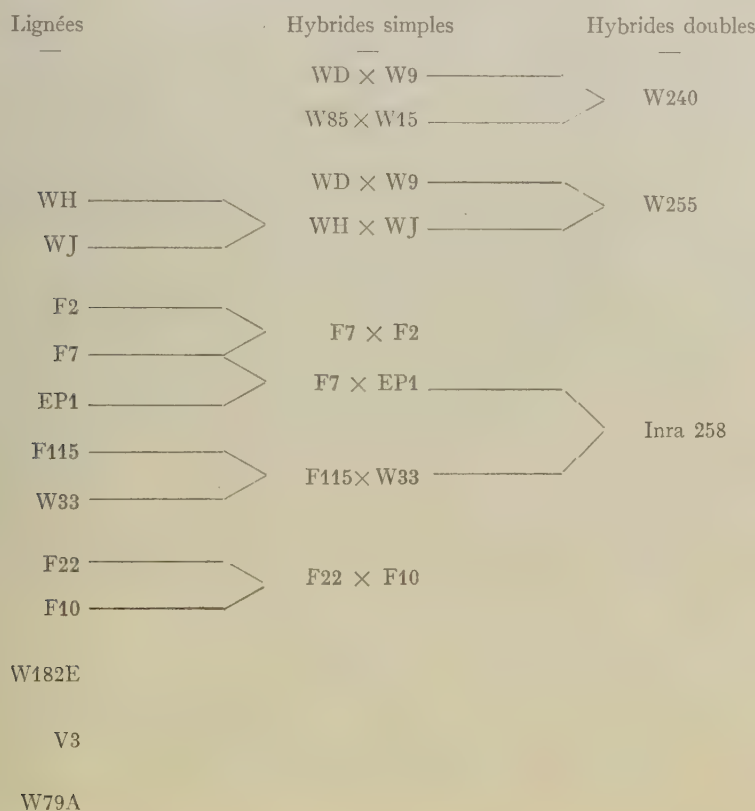 Lignées Hybrides simples Hybrides doubles
WD × W9
W240
W85 × W15
WD × W9
WH
W255
WH × WJ
WJ
F2
F7 × F2
F7
F7 × EP1
EP1
Inra 258
F115
F115 × W33
W33
F22
F22 × F10
F10
W182E
V3
W79A